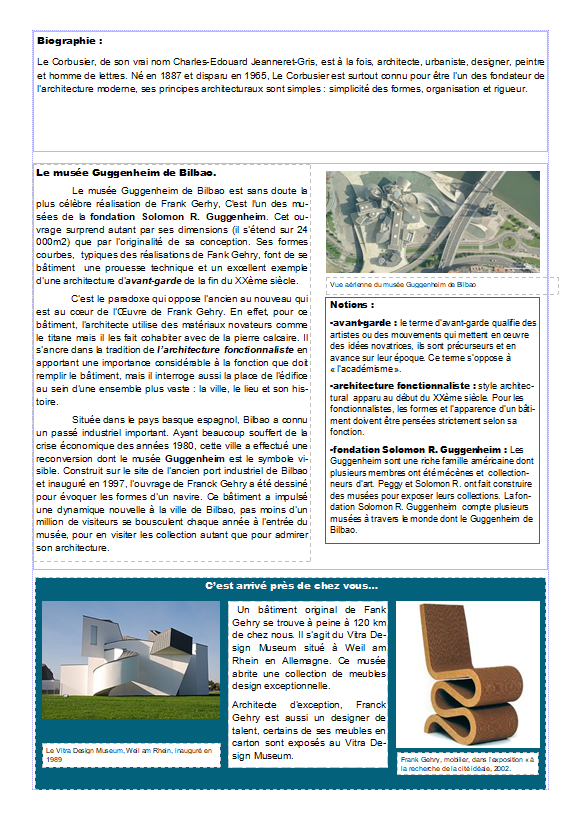 Biographie :
Le Corbusier, de son vrai nom Charles-Edouard Jeanneret-Gris, est à la fois, architecte, urbaniste, designer, peintre
et homme de lettres. Né en 1887 et disparu en 1965, Le Corbusier est surtout connu pour être l'un des fondateur de
l'architecture moderne, ses principes architecturaux sont simples : simplicité des formes, organisation et rigueur.
Le musée Guggenheim de Bilbao.
Le musée Guggenheim de Bilbao est sans doute la
plus célèbre réalisation de Frank Gerhy, C'est l'un des mu-
sées de la fondation Solomon R. Guggenheim. Cet ou-
vrage surprend autant par ses dimensions (il s'étend sur 24
000m2) que par l'originalité de sa conception. Ses formes
courbes, typiques des réalisations de Fank Gehry, font de se
bâtiment une prouesse technique et un excellent exemple
d'une architecture d'avant-garde de la fin du XXème siècle.
C'est le paradoxe qui oppose l'ancien au nouveau qui
est au cœur de l'Œuvre de Frank Gehry. En effet, pour ce
bâtiment, l'architecte utilise des matériaux novateurs comme
le titane mais il les fait cohabiter avec de la pierre calcaire. Il
s'ancre dans la tradition de l'architecture fonctionnaliste en
apportant une importance considérable à la fonction que doit
remplir le bâtiment, mais il interroge aussi la place de l'édifice
au sein d'une ensemble plus vaste : la ville, le lieu et son his-
toire.
Située dans le pays basque espagnol, Bilbao a connu
un passé industriel important. Ayant beaucoup souffert de la
crise économique des années 1980, cette ville a effectué une
reconversion dont le musée Guggenheim est le symbole vi-
sible. Construit sur le site de l'ancien port industriel de Bilbao
et inauguré en 1997, l'ouvrage de Franck Gehry a été dessiné
pour évoquer les formes d'un navire. Ce bâtiment a impulsé
une dynamique nouvelle à la ville de Bilbao, pas moins d'un
million de visiteurs se bousculent chaque année à l'entrée du
musée, pour en visiter les collection autant que pour admirer
son architecture.
Vue aérienne du musée Guggenheim de Bilbao
Notions :
-avant-garde : le terme d'avant-garde qualifie des
artistes ou des mouvements qui mettent en œuvre
des idées novatrices, ils sont précurseurs et en
avance sur leur époque. Ce terme s'oppose à
« l'académisme ».
-architecture fonctionnaliste : style architec-
tural apparu au début du XXème siècle. Pour les
fonctionnalistes, les formes et l'apparence d'un bâti-
ment doivent être pensées strictement selon sa
fonction.
-fondation Solomon R. Guggenheim : Les
Guggenheim sont une riche famille américaine dont
plusieurs membres ont été mécènes et collection-
neurs d'art. Peggy et Solomon R. ont fait construire
des musées pour exposer leurs collections. La fon-
dation Solomon R. Guggenheim compte plusieurs
musées à travers le monde dont le Guggenheim de
Bilbao.
C'est arrivé près de chez vous...
Un bâtiment original de Fank
Gehry se trouve à peine à 120 km
de chez nous. Il s'agit du Vitra De-
sign Museum situé à Weil am
Rhein en Allemagne. Ce musée
abrite une collection de meubles
design exceptionnelle.
Architecte d'exception, Franck
Gehry est aussi un designer de
talent, certains de ses meubles en
carton sont exposés au Vitra De-
sign Museum.
Le Vitra Design Museum, Weil am Rhein, inauguré en
1989
Frank Gehry, mobilier, dans l'exposition « à
la recherche de la cité idéale, 2002.